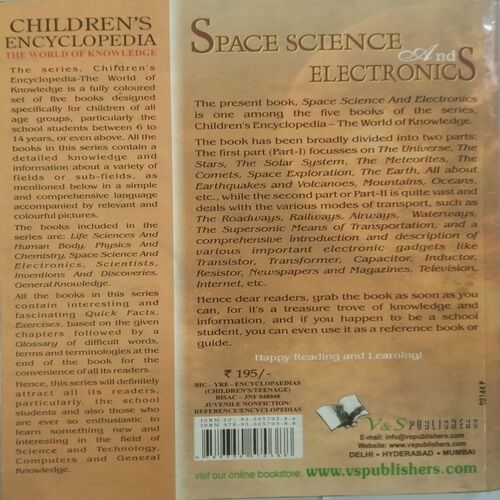 CHILDREN'S
ENCYCLOPEDIA
THE WORLD OF KNOWLEDGE
The series, Children's
Encyclopedia-The World of
Knowledge is a fully coloured
set of five books designed
specifically for children of all
age groups, particularly the
school students between 6 to
14 years, or even above. All the
books in this series contain a
detailed knowledge and
information about a variety of
fields or sub-fields, as
mentioned below in a simple
and comprehensive language
accompanied by relevant and
colourful pictures.
The books included in the
series are: Life Sciences And
Human Body, Physics And
Chemistry, Space Science And
Electronics, Scientists,
Inventions And Discoveries,
General Knowledge.
All the books in this series
contain interesting and
fascinating Quick Facts,
Exercises, based on the given
chapters followed by a
Glossary of difficult words,
terms and terminologies at the
end of the book for the
convenience of all its readers.
Hence, this series will definitely
attract all its readers,
particularly, the school
students and also those who
are ever so enthusiastic to
learn something new and
interesting in the field of
Science and Technology,
Computers and General
Knowledge.
SPACE SCIENCE
And
ELECTRONICS
The present book, Space Science And Electronics
is one among the five books of the series,
Children's Encyclopedia – The World of Knowledge.
The book has been broadly divided into two parts:
The first part (Part-I) focusses on The Universe, The
Stars, The Solar System, The Meteorites, The
Comets, Space Exploration, The Earth, All about
Earthquakes and Volcanoes, Mountains, Oceans,
etc., while the second part or Part-II is quite vast and
deals with the various modes of transport, such as
The Roadways, Railways, Airways, Waterways,
The Supersonic Means of Transportation, and a
comprehensive introduction and description of
various important electronic gadgets like
Transistor, Transformer, Capacitor, Inductor,
Resistor, Newspapers and Magazines, Television,
Internet, etc.
Hence dear readers, grab the book as soon as you
can, for it's a treasure trove of knowledge and
information, and if you happen to be a school
student, you can even use it as a reference book or
guide.
Happy Reading and Learning!
₹ 195/-
BIC – YRE – ENCYCLOPAEDIAS
(CHILDREN'S/TEENAGE)
BISAC – JNF 048040
JUVENILE NONFICTION/
REFERENCE/ENCYCLOPEDIAS
V&S PUBLISHERS
E-mail: info@vspublishers.com
Website: www.vspublishers.com
DELHI • HYDERABAD • MUMBAI
visit our online bookstore: www.vspublishers.com